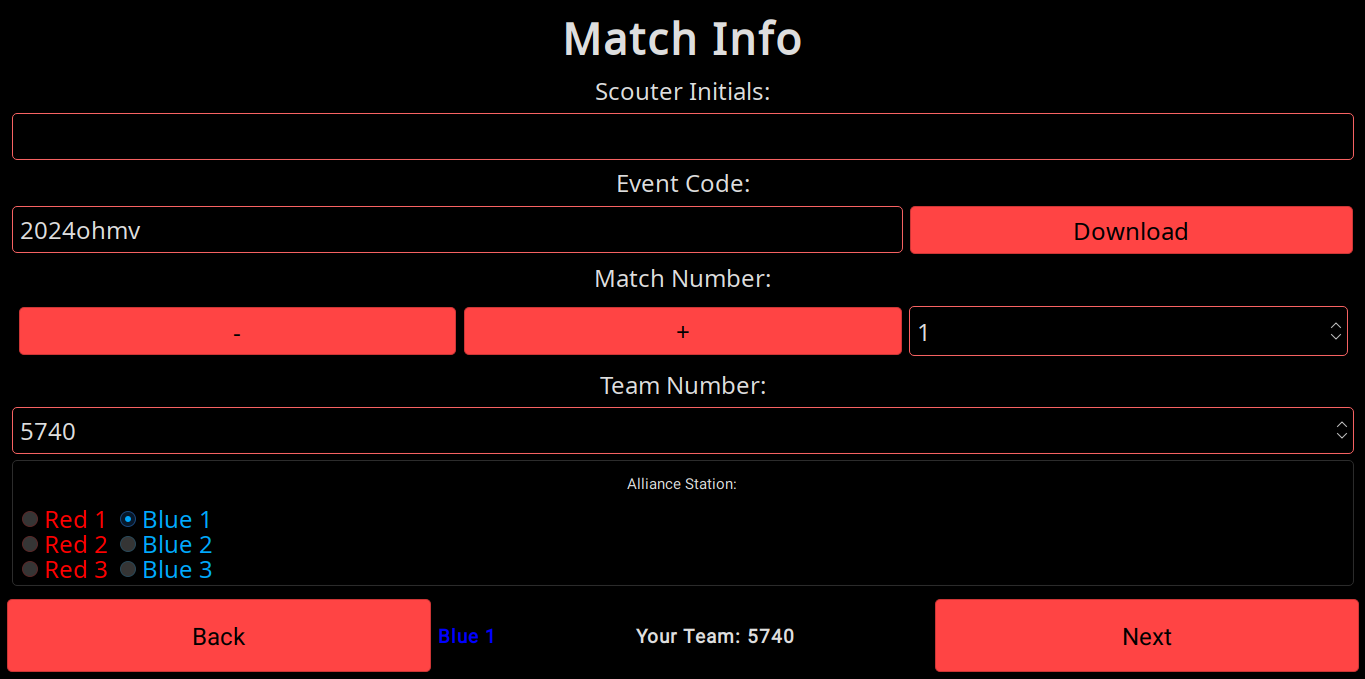 Match Info
Scouter Initials:
Event Code:
2024ohmv Download
Match Number:
- + 1
Team Number:
5740
Alliance Station:
Red 1 Blue 1
Red 2 Blue 2
Red 3 Blue 3
Back Blue 1 Your Team: 5740 Next